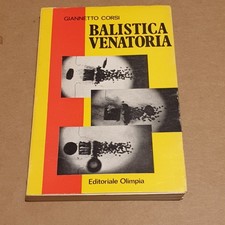 GIANNETTO CORSI
BALISTICA
VENATORIA
Editoriale Olimpia